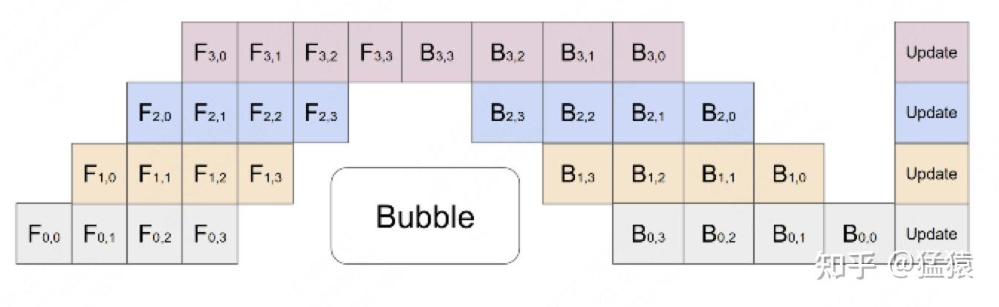 F3,0 F3,1 F3,2 F3,3 B3,3 B3,2 B3,1 B3,0 Update
F2,0 F2,1 F2,2 F2,3 B2,3 B2,2 B2,1 B2,0 Update
F1,0 F1,1 F1,2 F1,3 B1,3 B1,2 B1,1 B1,0 Update
Bubble
F0,0 F0,1 F0,2 F0,3 B0,3 B0,2 B0,1 B0,0 Update
知乎 @猛猿